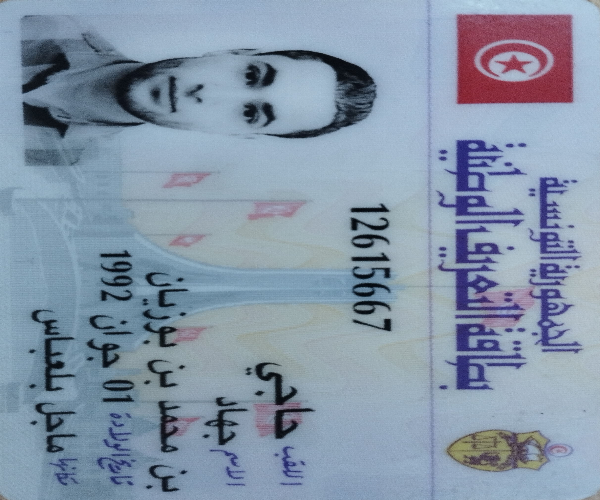 الجمهورية التونسية
بطاقة التعريف الوطنية
12615667
اللقب حاجي
الاسم جهاد
بن محمد بن بوزيان
تاريخ الولادة 01 جوان 1992
مكانها ماجل بلعباس